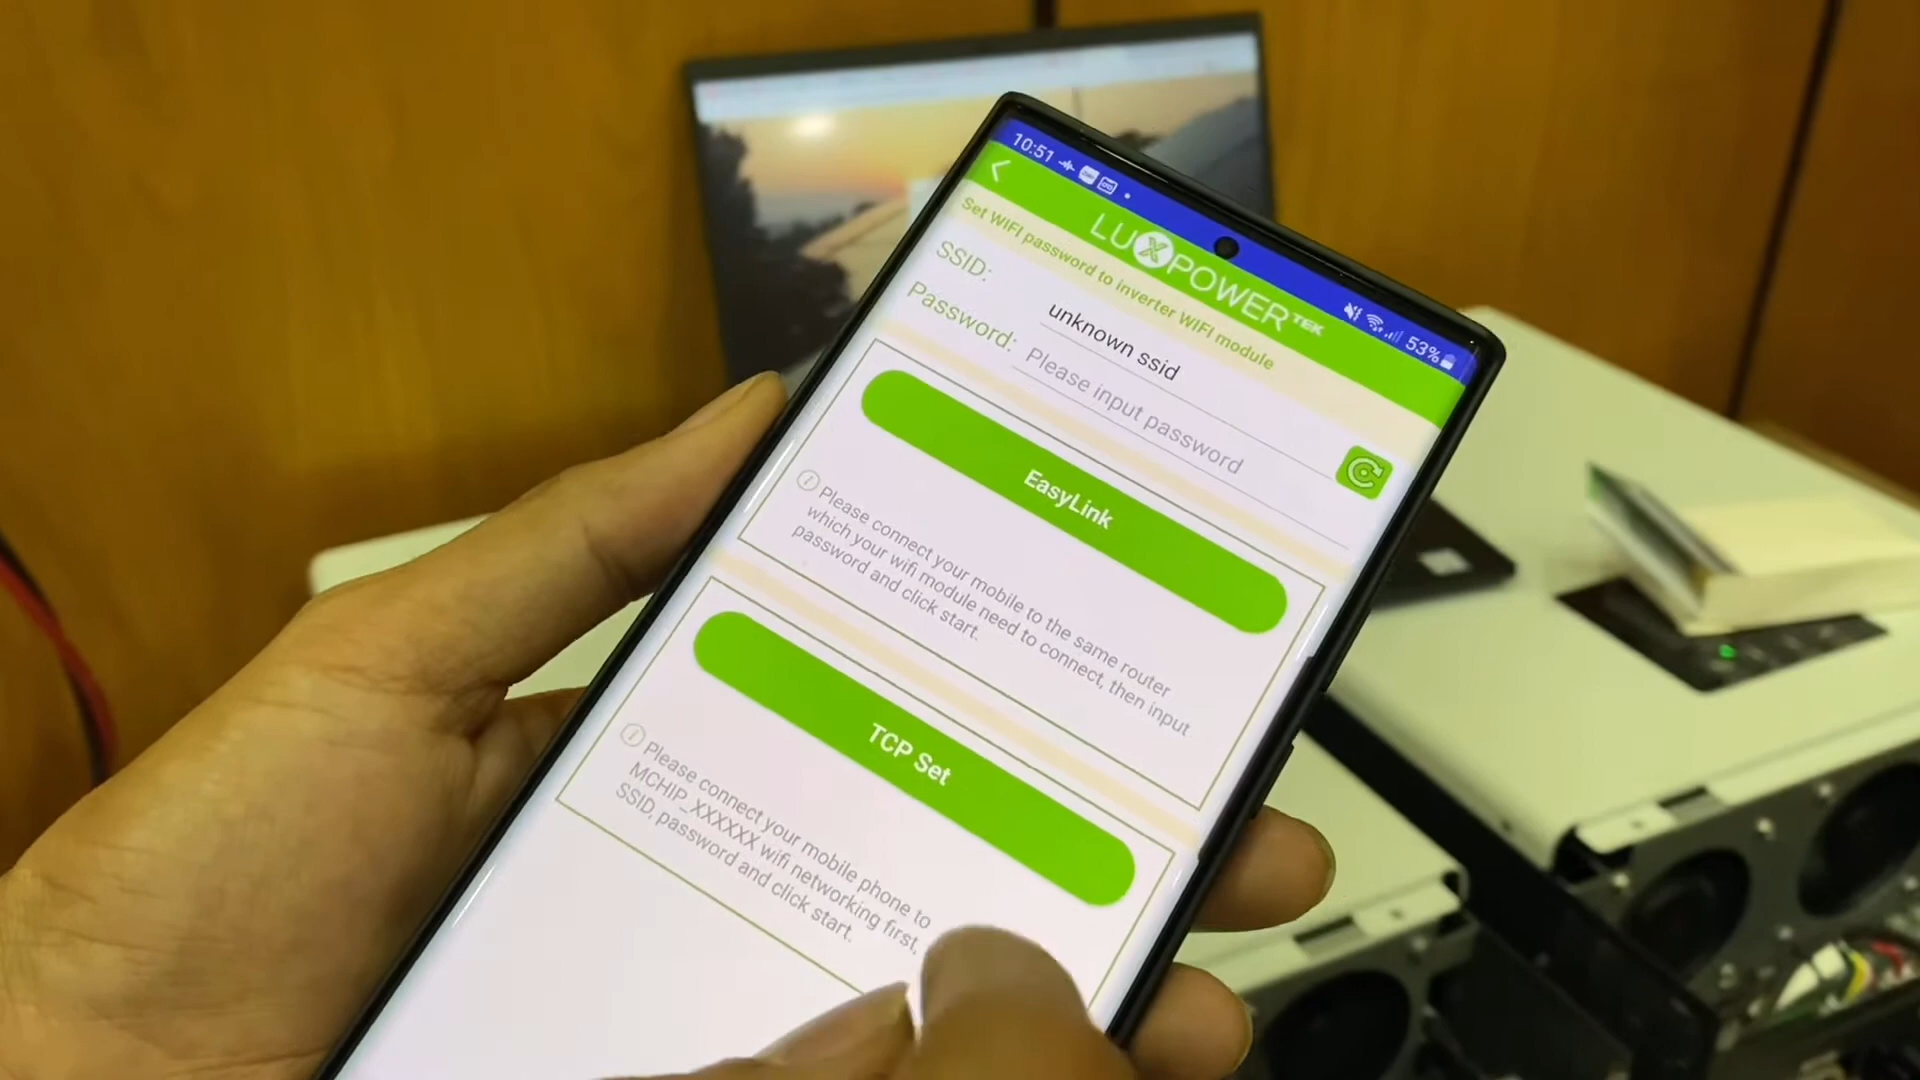 10:51
53%
LUXPOWER TEK
Set WIFI password to inverter WIFI module
SSID:
unknown ssid
Password:
Please input password
EasyLink
Please connect your mobile to the same router
which your wifi module need to connect, then input
password and click start.
TCP Set
Please connect your mobile phone to
MCHIP_XXXXXX wifi networking first,
SSID, password and click start.